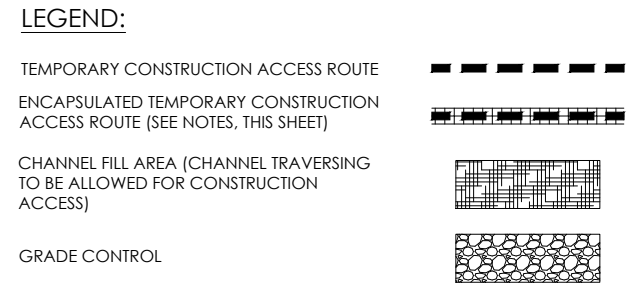 LEGEND:
TEMPORARY CONSTRUCTION ACCESS ROUTE
ENCAPSULATED TEMPORARY CONSTRUCTION
ACCESS ROUTE (SEE NOTES, THIS SHEET)
CHANNEL FILL AREA (CHANNEL TRAVERSING
TO BE ALLOWED FOR CONSTRUCTION
ACCESS)
GRADE CONTROL